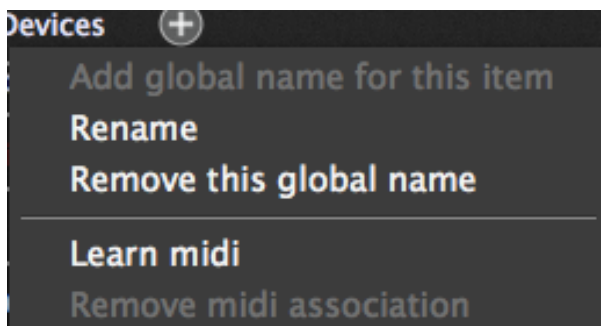 Devices
Add global name for this item
Rename
Remove this global name
Learn midi
Remove midi association